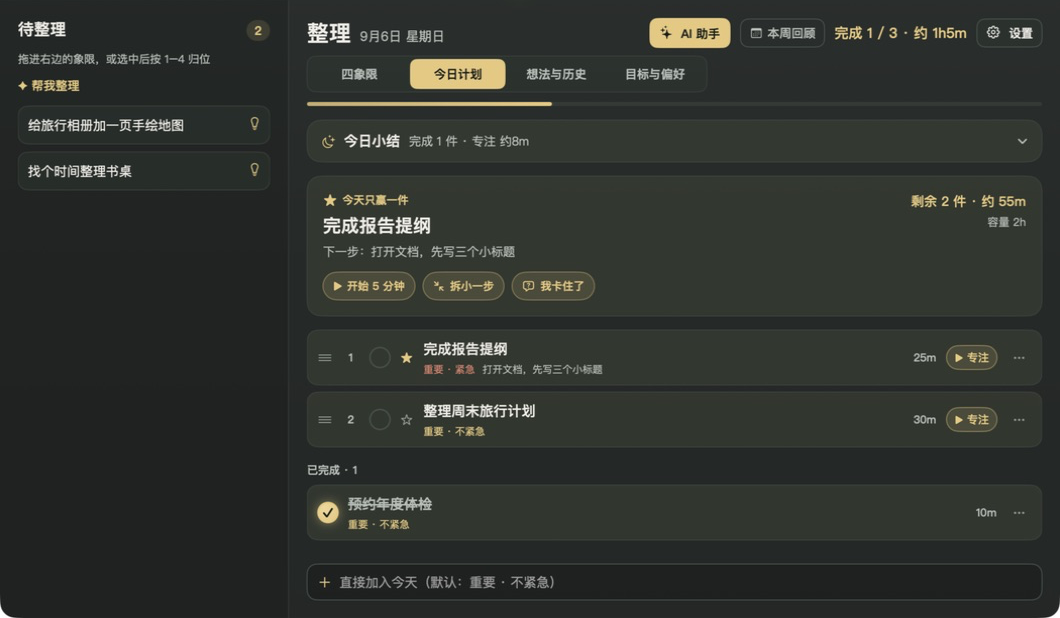 待整理
2
拖进右边的象限，或选中后按 1–4 归位
帮我整理
给旅行相册加一页手绘地图
找个时间整理书桌
整理 9月6日 星期日
AI 助手
本周回顾
完成 1 / 3 · 约 1h5m
设置
四象限
今日计划
想法与历史
目标与偏好
今日小结 完成 1 件 · 专注 约8m
今天只赢一件
剩余 2 件 · 约 55m
完成报告提纲
容量 2h
下一步：打开文档，先写三个小标题
开始 5 分钟
拆小一步
我卡住了
1
完成报告提纲
重要 · 紧急 打开文档，先写三个小标题
25m
专注
2
整理周末旅行计划
重要 · 不紧急
30m
专注
已完成 · 1
预约年度体检
重要 · 不紧急
10m
直接加入今天（默认：重要 · 不紧急）